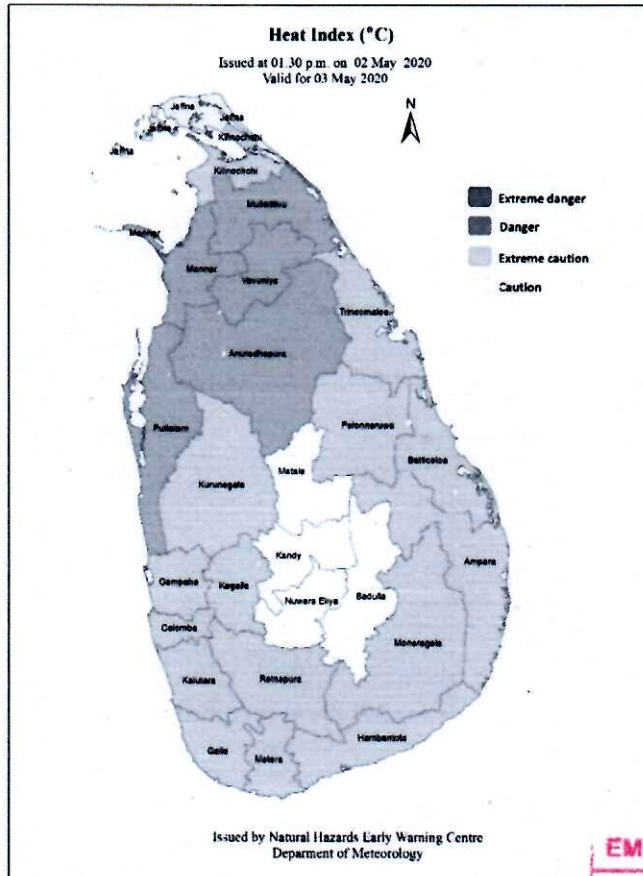 Heat Index (°C)
Issued at 01.30 p.m. on 02 May 2020
Valid for 03 May 2020
N
Jaffna
Jaffna
Jaffna
Jaffna
Kilinochchi
Kilinochchi
Mullaitivu
Mannar
Mannar
Vavuniya
Trincomalee
Anuradhapura
Puttalam
Polonnaruwa
Batticaloa
Matale
Kurunegala
Kandy
Ampara
Gampaha
Kegalle
Nuwara Eliya
Badulla
Colombo
Moneragala
Kalutara
Ratnapura
Hambantota
Galle
Matara
Extreme danger
Danger
Extreme caution
Caution
Issued by Natural Hazards Early Warning Centre
Deparment of Meteorology
EM